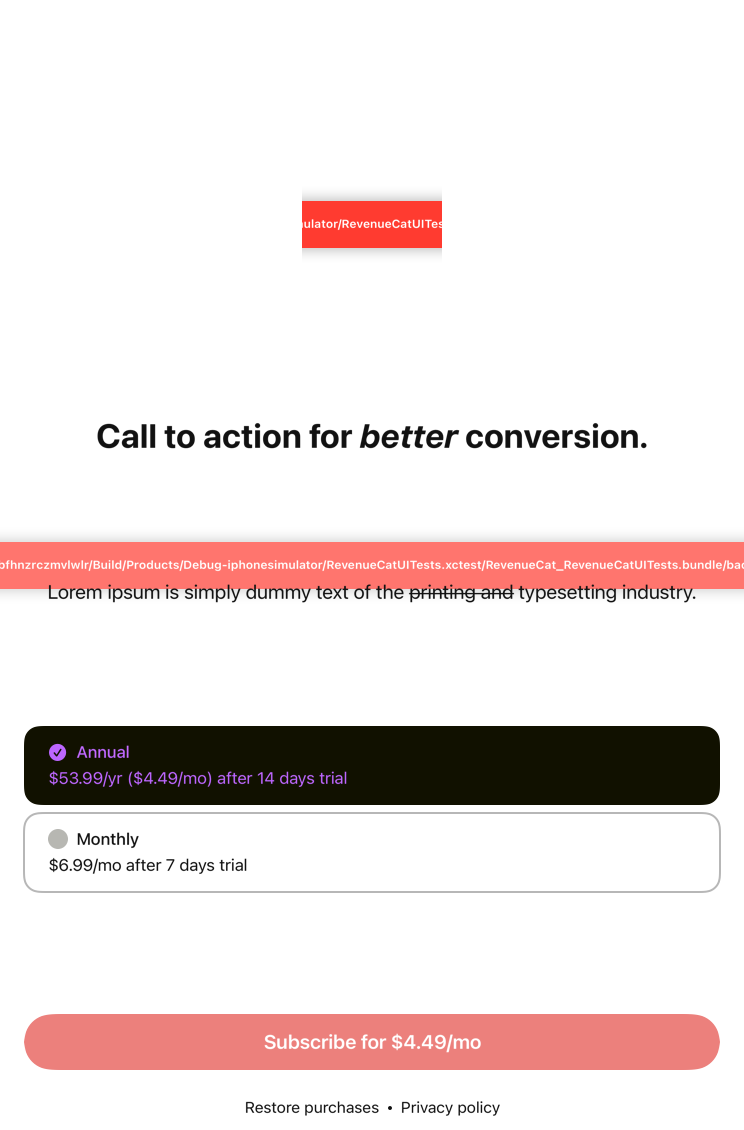 ulator/RevenueCatUITes
Call to action for better conversion.
ofhnzrczmvlwlr/Build/Products/Debug-iphonesimulator/RevenueCatUITests.xctest/RevenueCat_RevenueCatUITests.bundle/bac
Lorem ipsum is simply dummy text of the printing and typesetting industry.
Annual
$53.99/yr ($4.49/mo) after 14 days trial
Monthly
$6.99/mo after 7 days trial
Subscribe for $4.49/mo
Restore purchases • Privacy policy